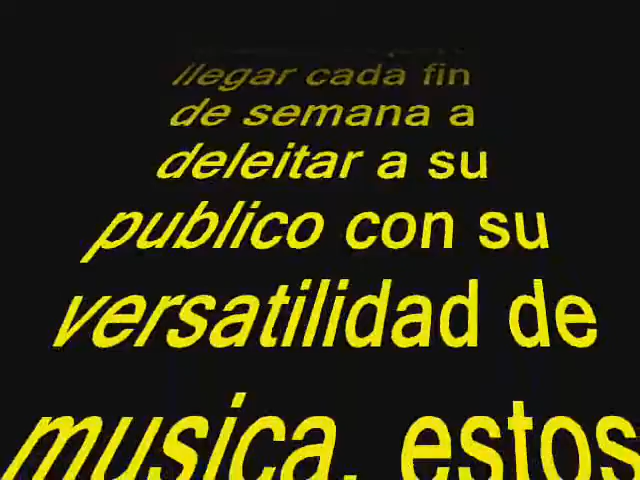 llegar cada fin
de semana a
deleitar a su
publico con su
versatilidad de
musica, estos